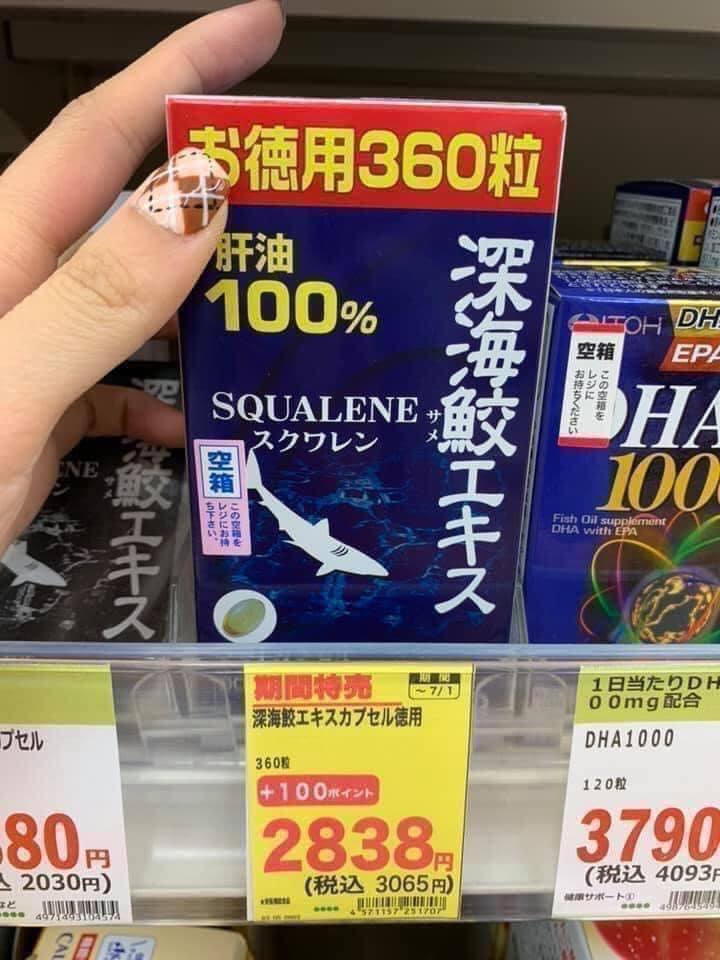 お徳用360粒
肝油
100%
深海鮫エキス
サメ
SQUALENE
スクワレン
空箱
この空箱を
レジにお持
ち下さい。
鮫エキス
ITOH
DH
EPA
空箱
この空箱を
レジに
お持ちください
DHA
100
Fish Oil supplement
DHA with EPA
プセル
80円
2030円)
4971493104574
期間特売
期間
～7/1
深海鮫エキスカプセル徳用
360粒
+100ポイント
2838円
(税込 3065円)
4571157251707
1日当たりDH
00mg配合
DHA1000
120粒
3790
(税込 4093円
健康サポート①